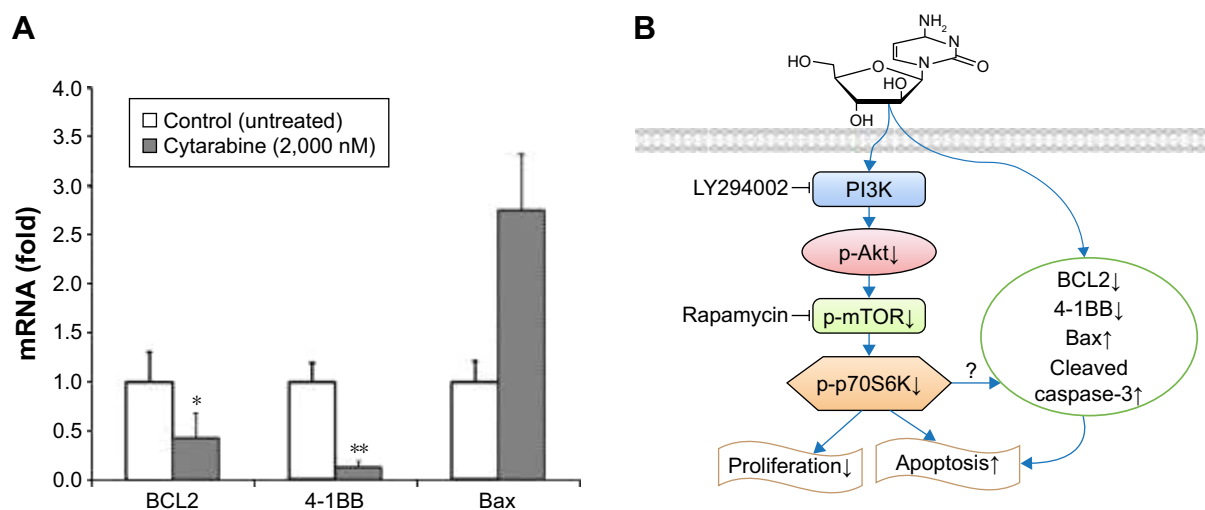 A
mRNA (fold)
4.0
3.5
3.0
2.5
2.0
1.5
1.0
0.5
0.0
Control (untreated)
Cytarabine (2,000 nM)
*
**
BCL2
4-1BB
Bax
B
NH2
N
N
O
O
HO
HO
OH
LY294002
PI3K
p-Akt↓
Rapamycin
p-mTOR↓
p-p70S6K↓
?
BCL2↓
4-1BB↓
Bax↑
Cleaved
caspase-3↑
Proliferation↓
Apoptosis↑